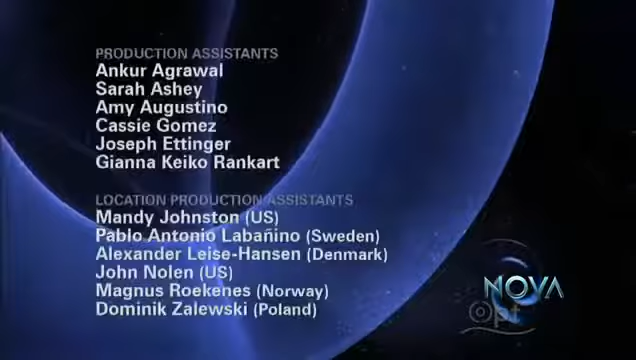 PRODUCTION ASSISTANTS
Ankur Agrawal
Sarah Ashey
Amy Augustino
Cassie Gomez
Joseph Ettinger
Gianna Keiko Rankart
LOCATION PRODUCTION ASSISTANTS
Mandy Johnston (US)
Pablo Antonio Labañino (Sweden)
Alexander Leise-Hansen (Denmark)
John Nolen (US)
Magnus Roekenes (Norway)
Dominik Zalewski (Poland)
NOVA
opt